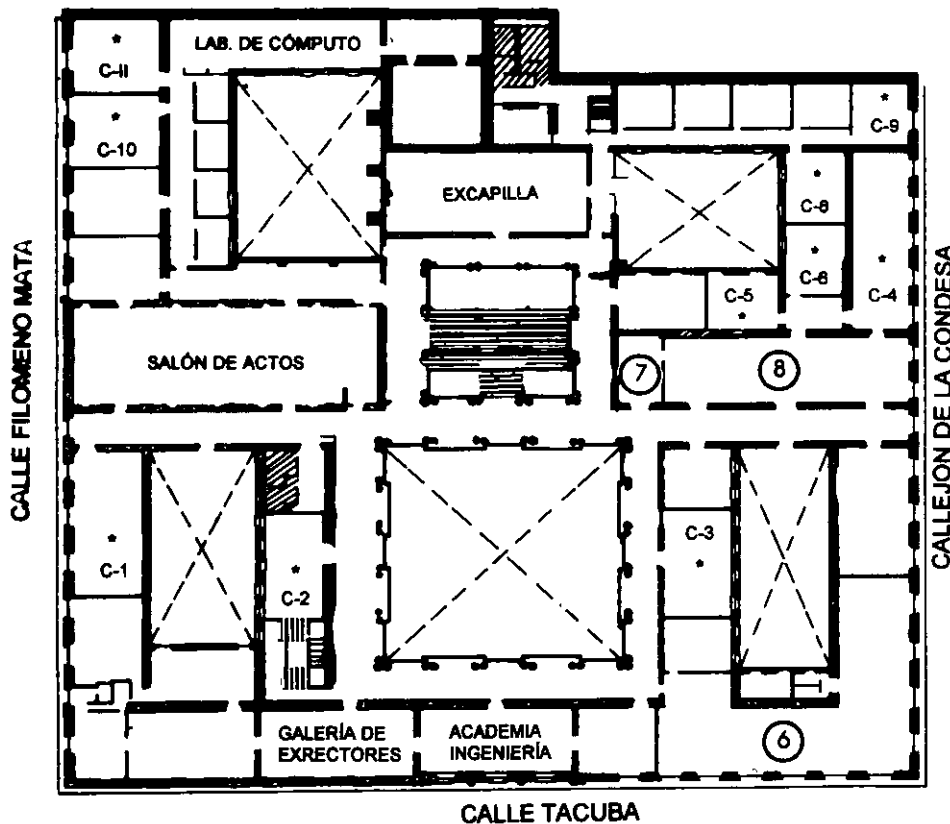 LAB. DE CÓMPUTO
*
C-11
*
C-10
*
C-9
EXCAPILLA
*
C-8
*
C-6
*
C-4
C-5
*
CALLE FILOMENO MATA
SALÓN DE ACTOS
7
8
CALLEJON DE LA CONDESA
*
C-1
*
C-2
C-3
*
GALERÍA DE
EXRECTORES
ACADEMIA
INGENIERÍA
6
CALLE TACUBA